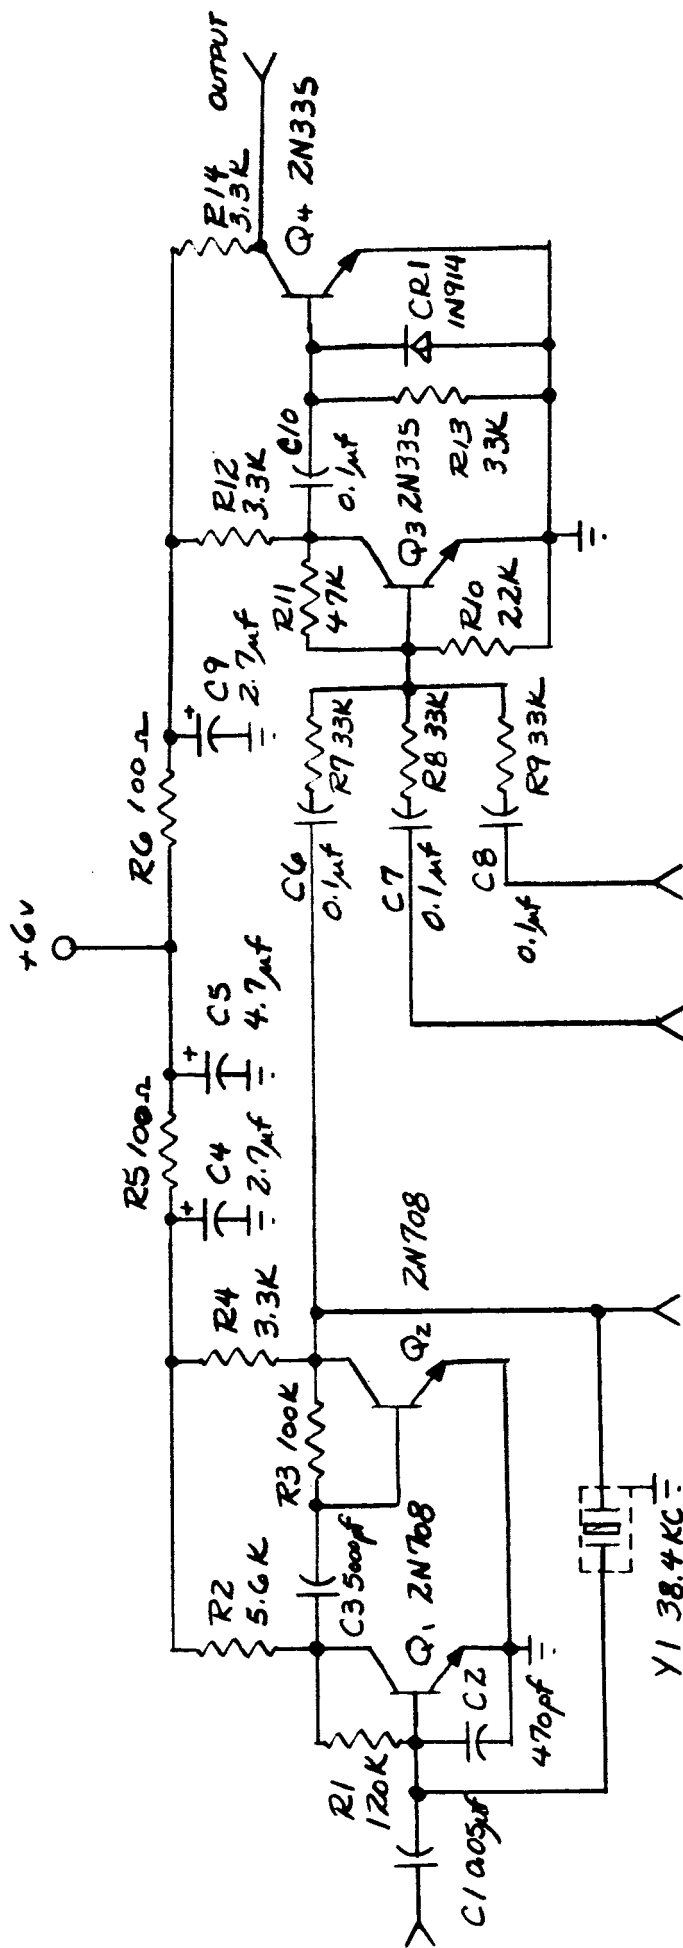 +6v
R5 100Ω
R6 100Ω
C4
2.7µf
C5
4.7µf
C9
2.7µf
R2
5.6K
R4
3.3K
R12
3.3K
R14
3.3K
OUTPUT
R3 100K
C3 500pf
R1
120K
Q1 2N708
Q2
2N708
C1 0.05µf
C2
470pf
Y1 38.4KC
C6
0.1µf
R7 33K
C7
0.1µf
R8 33K
C8
0.1µf
R9 33K
R11
47K
C10
0.1µf
Q3 2N335
R10
22K
R13
33K
CR1
1N914
Q4 2N335